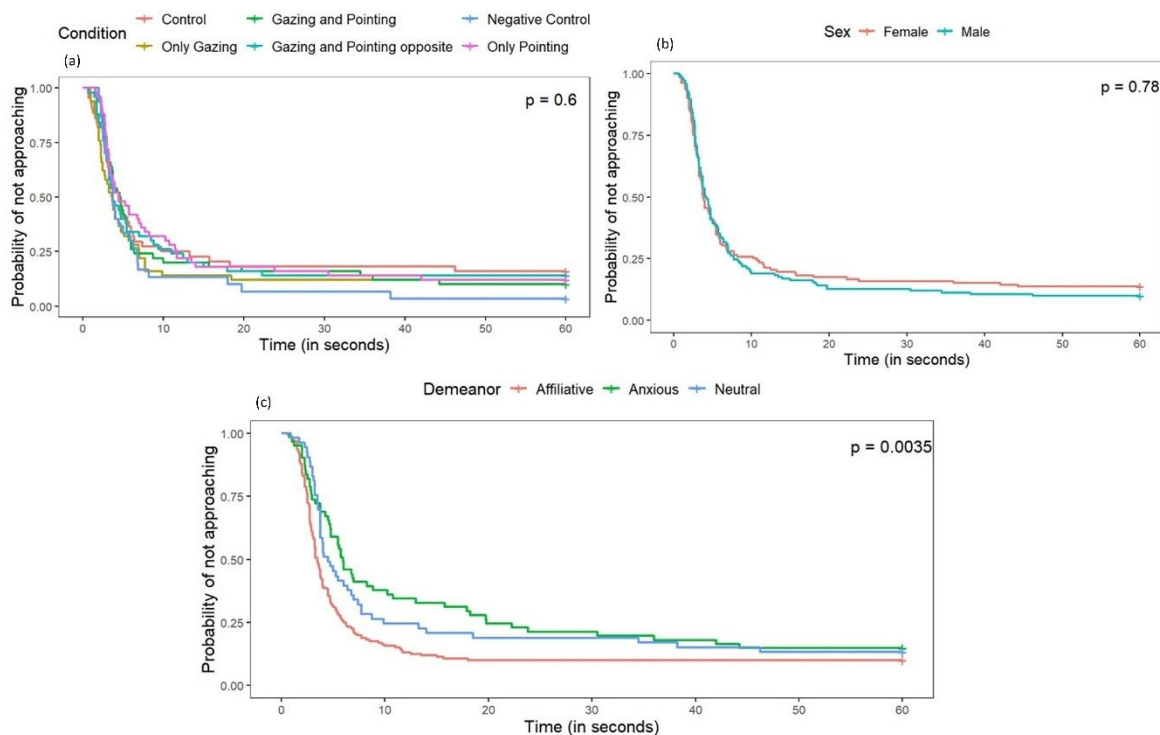 Condition
Control
Gazing and Pointing
Negative Control
Only Gazing
Gazing and Pointing opposite
Only Pointing
(a)
p = 0.6
Probability of not approaching
1.00
0.75
0.50
0.25
0.00
0 10 20 30 40 50 60
Time (in seconds)
Sex Female Male
(b)
p = 0.78
Probability of not approaching
1.00
0.75
0.50
0.25
0.00
0 10 20 30 40 50 60
Time (in seconds)
Demeanor Affiliative Anxious Neutral
(c)
p = 0.0035
Probability of not approaching
1.00
0.75
0.50
0.25
0.00
0 10 20 30 40 50 60
Time (in seconds)